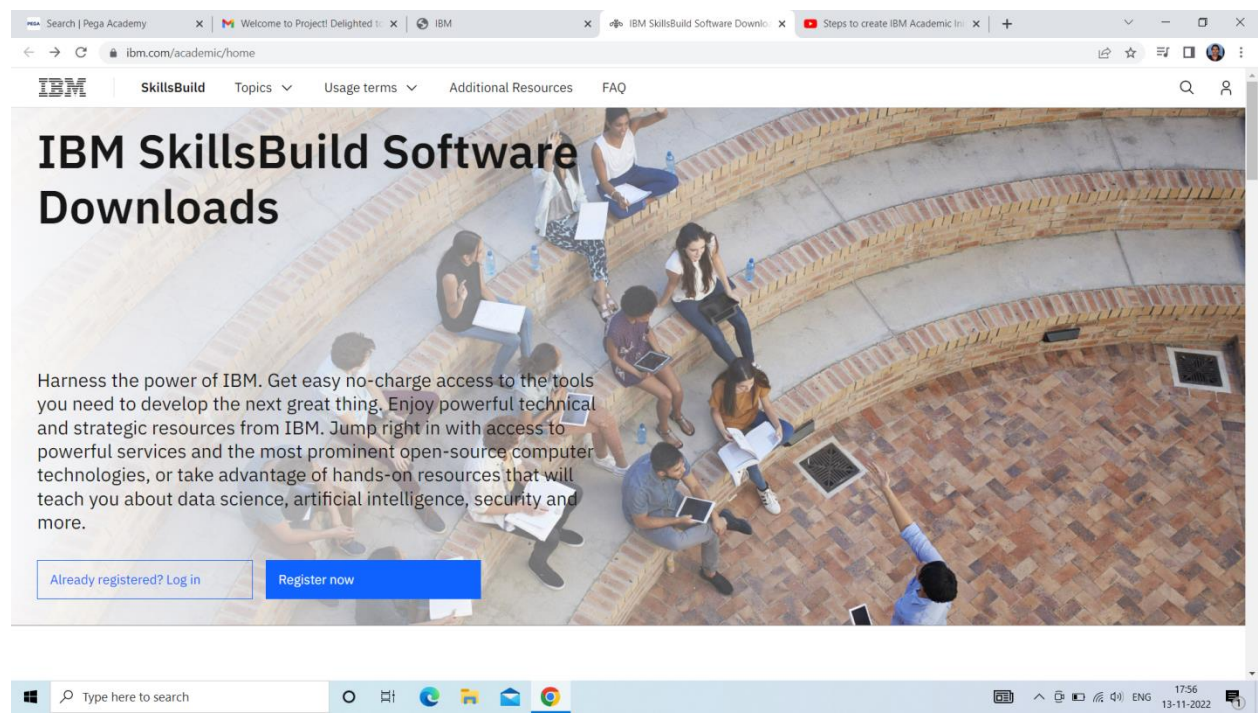 PEGA Search | Pega Academy
Welcome to Project! Delighted to
IBM
IBM SkillsBuild Software Downlo
Steps to create IBM Academic Ini
ibm.com/academic/home
IBM SkillsBuild Topics Usage terms Additional Resources FAQ
IBM SkillsBuild Software
Downloads
Harness the power of IBM. Get easy no-charge access to the tools
you need to develop the next great thing. Enjoy powerful technical
and strategic resources from IBM. Jump right in with access to
powerful services and the most prominent open-source computer
technologies, or take advantage of hands-on resources that will
teach you about data science, artificial intelligence, security and
more.
Already registered? Log in
Register now
Type here to search
ENG
17:56
13-11-2022
1